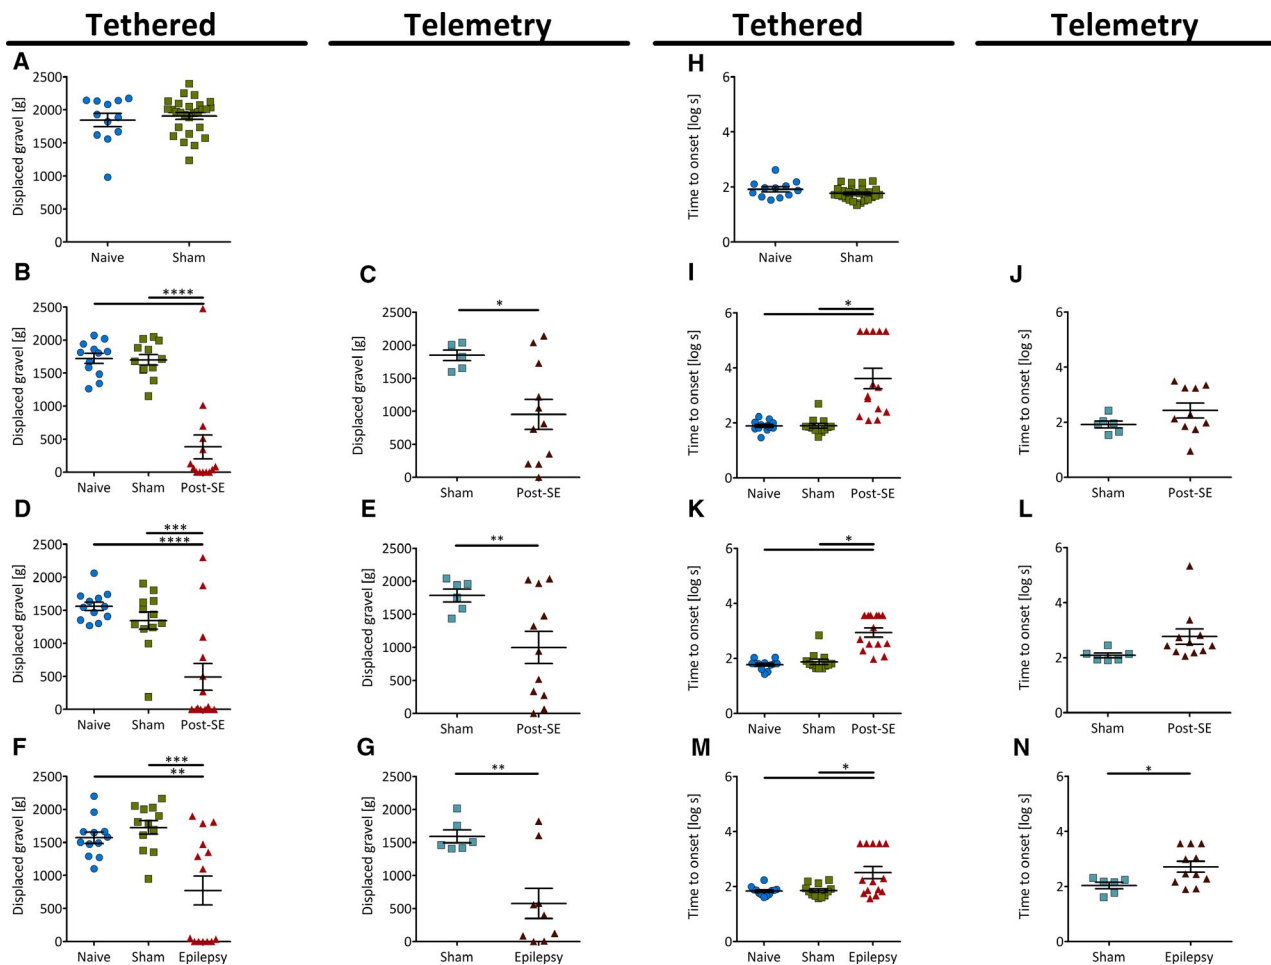 Tethered Telemetry Tethered Telemetry
A
Displaced gravel [g]
2500
2000
1500
1000
500
0
Naive Sham
H
Time to onset [log s]
6
4
2
0
Naive Sham
B
Displaced gravel [g]
2500
2000
1500
1000
500
0
****
Naive Sham Post-SE
C
Displaced gravel [g]
2500
2000
1500
1000
500
0
*
Sham Post-SE
I
Time to onset [log s]
6
4
2
0
*
Naive Sham Post-SE
J
Time to onset [log s]
6
4
2
0
Sham Post-SE
D
Displaced gravel [g]
2500
2000
1500
1000
500
0
***
****
Naive Sham Post-SE
E
Displaced gravel [g]
2500
2000
1500
1000
500
0
**
Sham Post-SE
K
Time to onset [log s]
6
4
2
0
*
Naive Sham Post-SE
L
Time to onset [log s]
6
4
2
0
Sham Post-SE
F
Displaced gravel [g]
2500
2000
1500
1000
500
0
***
**
Naive Sham Epilepsy
G
Displaced gravel [g]
2500
2000
1500
1000
500
0
**
Sham Epilepsy
M
Time to onset [log s]
6
4
2
0
*
Naive Sham Epilepsy
N
Time to onset [log s]
6
4
2
0
*
Sham Epilepsy